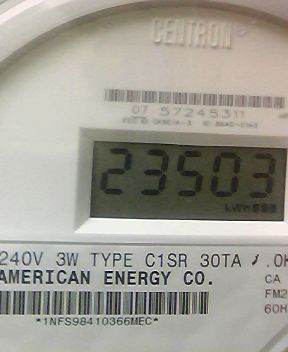 CENTRON
07 57245311
23503
kWh
240V 3W TYPE C1SR 30TA
AMERICAN ENERGY CO.
CA
FM2
60H
*1NFS98410366MEC*